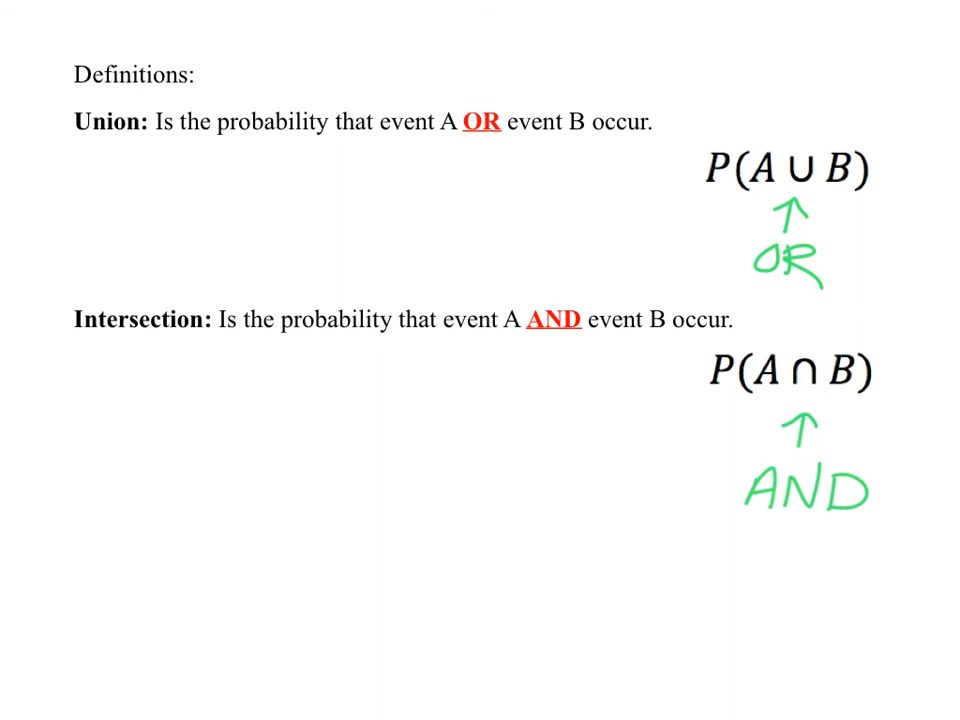 Definitions:
Union: Is the probability that event A OR event B occur.
P(A ∪ B)
↑
OR
Intersection: Is the probability that event A AND event B occur.
P(A ∩ B)
↑
AND